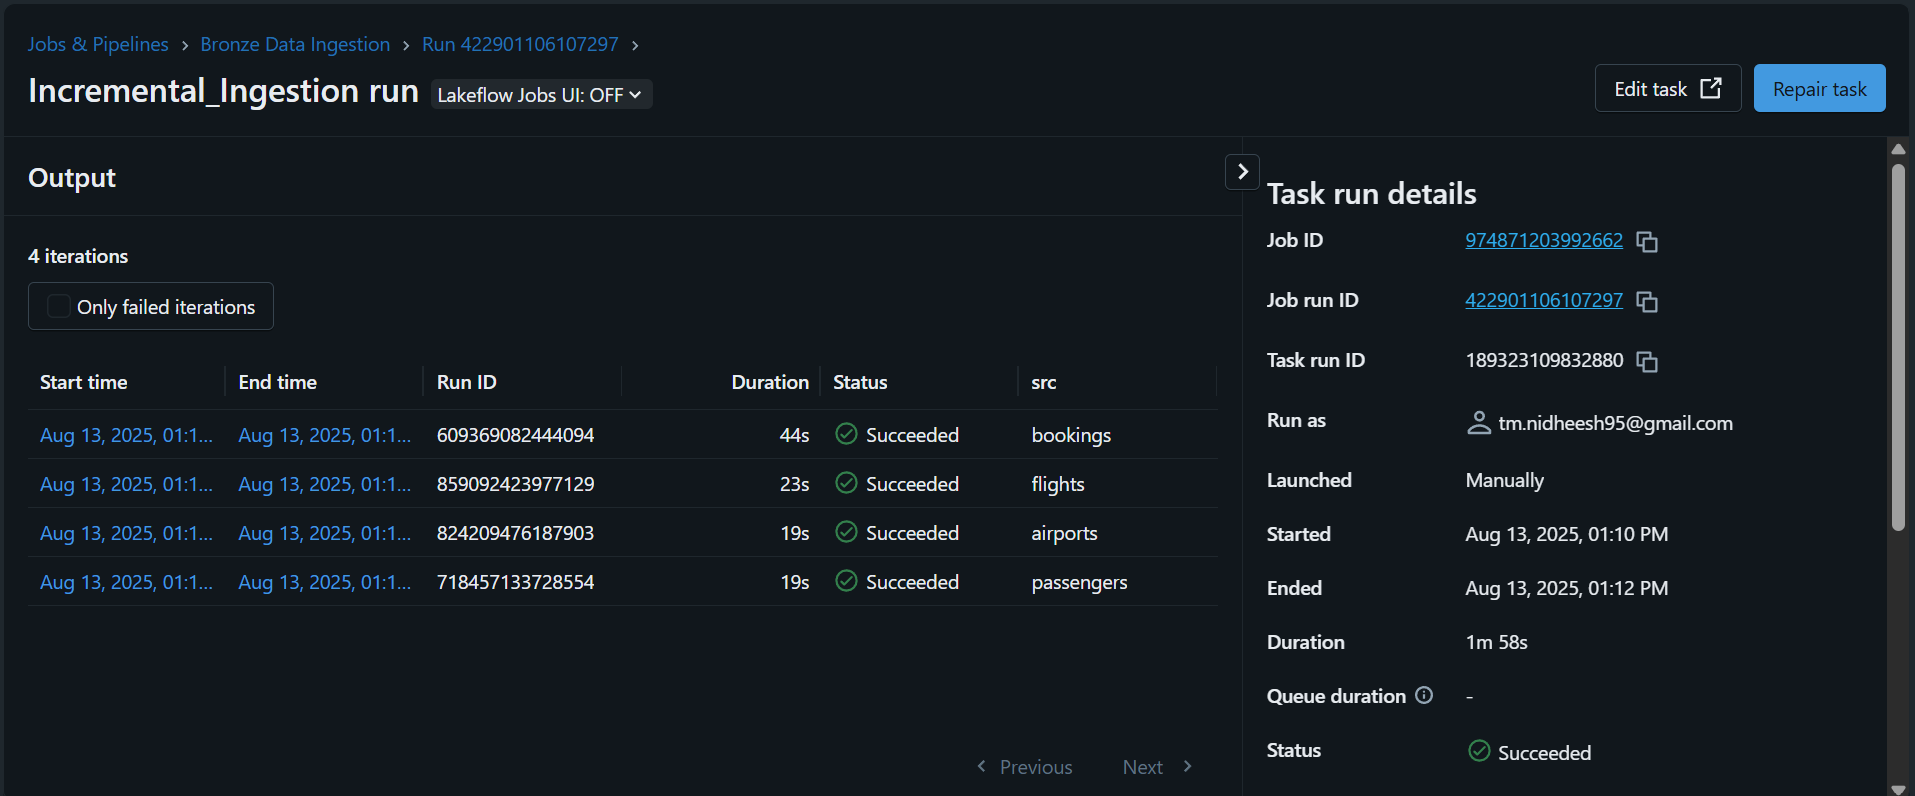 Jobs & Pipelines › Bronze Data Ingestion › Run 422901106107297 ›
Incremental_Ingestion run Lakeflow Jobs UI: OFF
Edit task Repair task
Output
4 iterations
Only failed iterations
Start time End time Run ID Duration Status src
Aug 13, 2025, 01:1... Aug 13, 2025, 01:1... 609369082444094 44s Succeeded bookings
Aug 13, 2025, 01:1... Aug 13, 2025, 01:1... 859092423977129 23s Succeeded flights
Aug 13, 2025, 01:1... Aug 13, 2025, 01:1... 824209476187903 19s Succeeded airports
Aug 13, 2025, 01:1... Aug 13, 2025, 01:1... 718457133728554 19s Succeeded passengers
‹ Previous Next ›
Task run details
Job ID 974871203992662
Job run ID 422901106107297
Task run ID 189323109832880
Run as tm.nidheesh95@gmail.com
Launched Manually
Started Aug 13, 2025, 01:10 PM
Ended Aug 13, 2025, 01:12 PM
Duration 1m 58s
Queue duration -
Status Succeeded